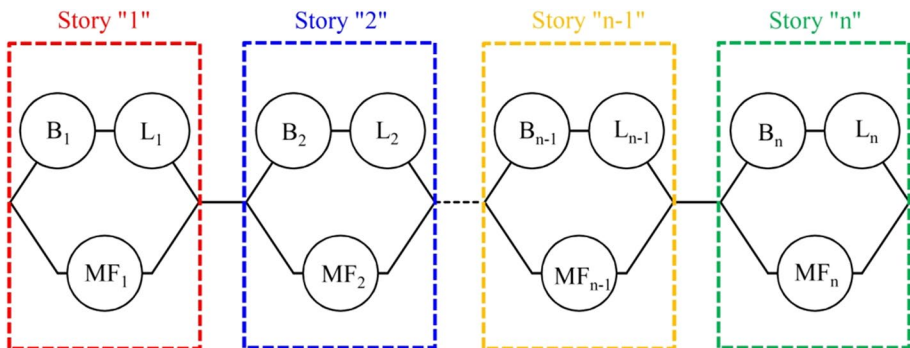 Story "1" Story "2" Story "n-1" Story "n"
B₁ L₁ B₂ L₂ Bₙ₋₁ Lₙ₋₁ Bₙ Lₙ
MF₁ MF₂ MFₙ₋₁ MFₙ